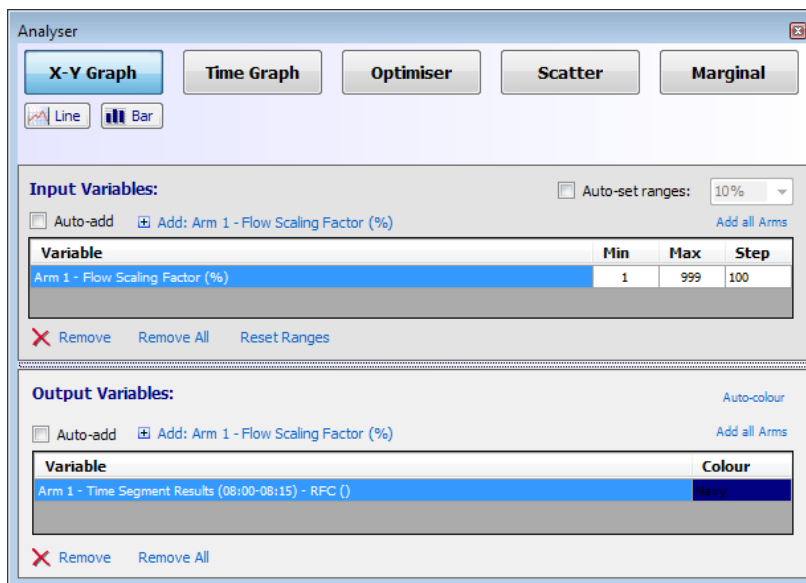 Analyser
X-Y Graph Time Graph Optimiser Scatter Marginal
Line Bar
Input Variables: Auto-set ranges: 10%
Auto-add Add: Arm 1 - Flow Scaling Factor (%) Add all Arms
Variable Min Max Step
Arm 1 - Flow Scaling Factor (%) 1 999 100
Remove Remove All Reset Ranges
Output Variables: Auto-colour
Auto-add Add: Arm 1 - Flow Scaling Factor (%) Add all Arms
Variable Colour
Arm 1 - Time Segment Results (08:00-08:15) - RFC () Navy
Remove Remove All